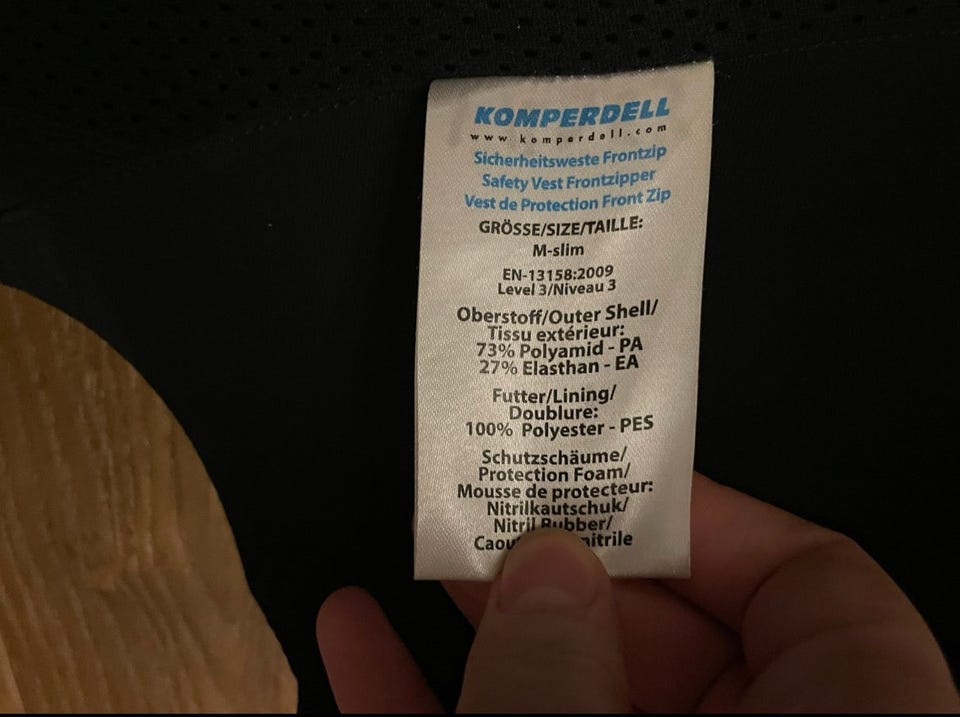 KOMPERDELL
www.komperdell.com
Sicherheitsweste Frontzip
Safety Vest Frontzipper
Vest de Protection Front Zip
GRÖSSE/SIZE/TAILLE:
M-slim
EN-13158:2009
Level 3/Niveau 3
Oberstoff/Outer Shell/
Tissu extérieur:
73% Polyamid - PA
27% Elasthan - EA
Futter/Lining/
Doublure:
100% Polyester - PES
Schutzschäume/
Protection Foam/
Mousse de protecteur:
Nitrilkautschuk/
Nitril Rubber/
nitrile